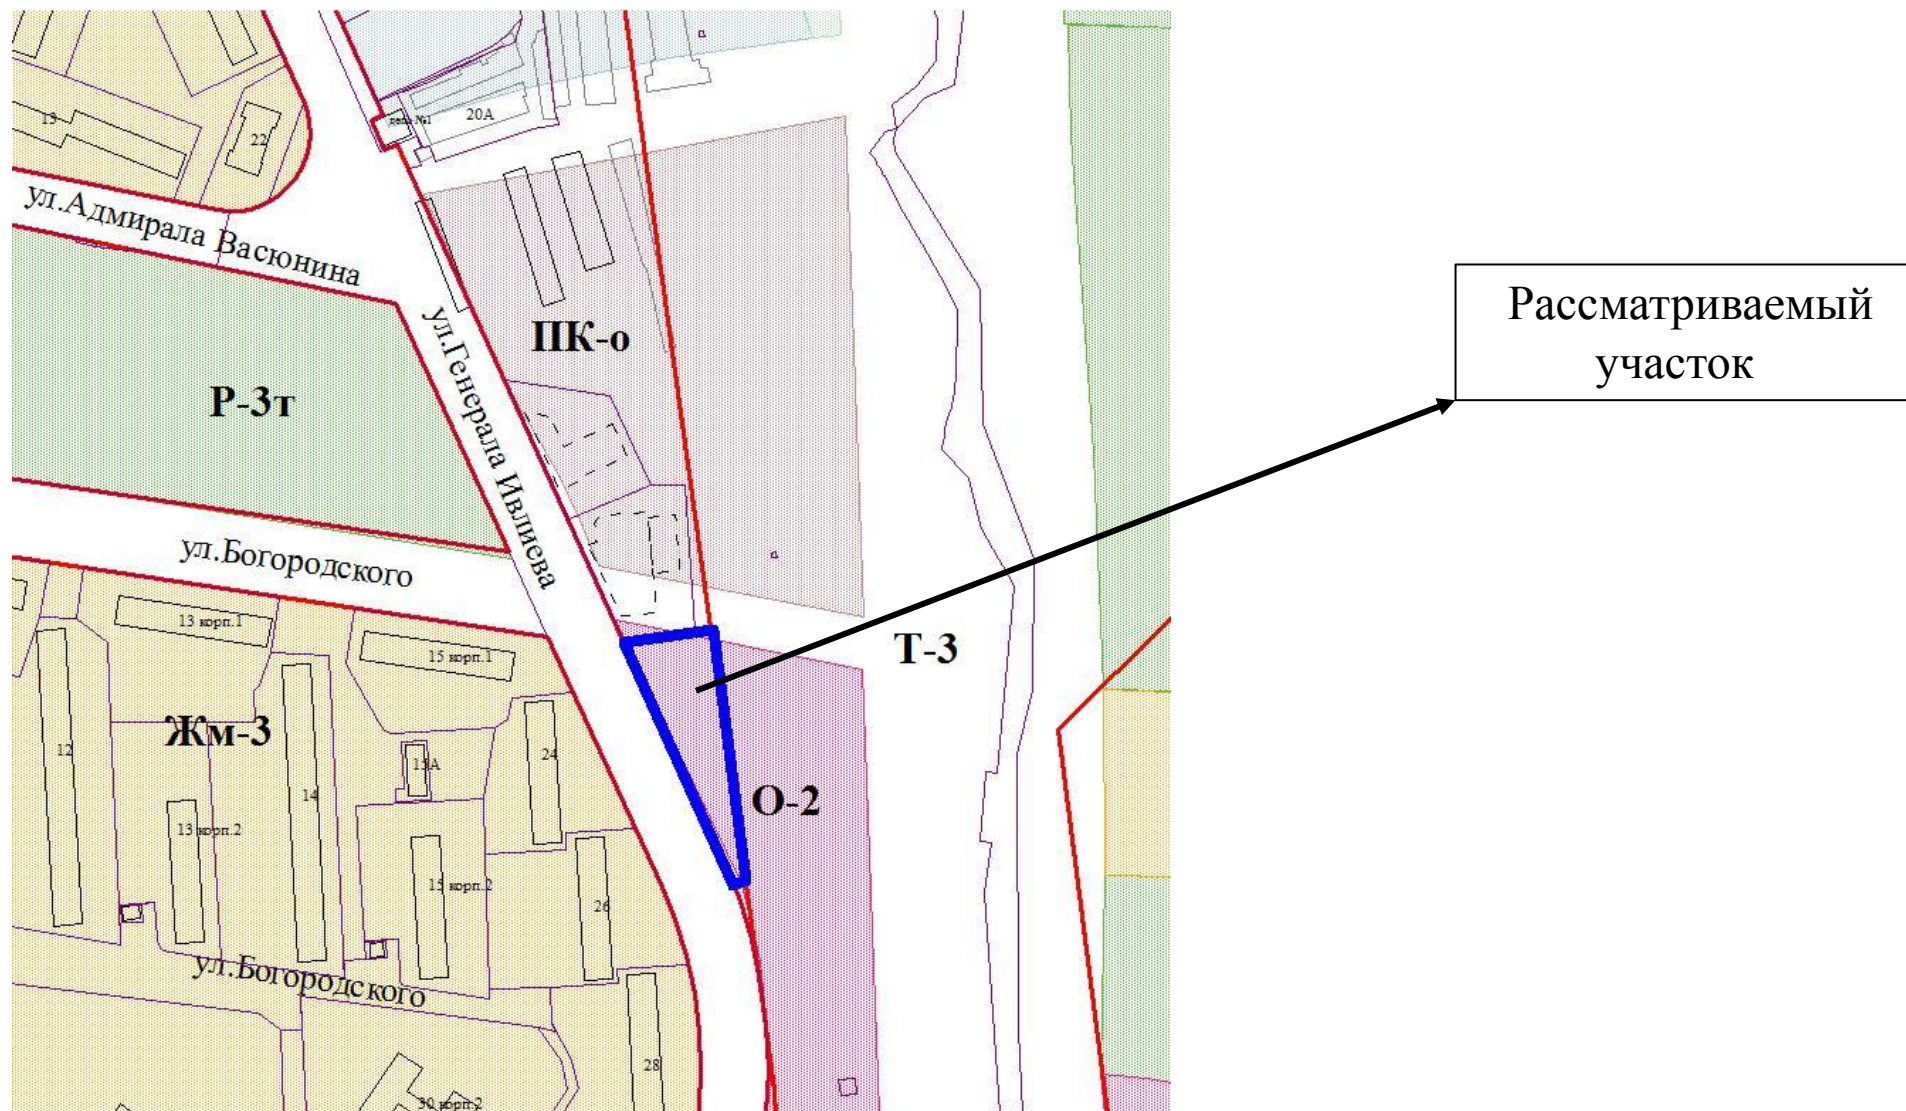 13
22
20А
ул.Адмирала Васюнина
Р-3т
ул.Генерала Ивлиева
ПК-о
Рассматриваемый
участок
ул.Богородского
13 корп.1
15 корп.1
Т-3
Жм-3
12
14
15А
24
О-2
13 корп.2
15 корп.2
26
ул.Богородского
28
30 корп.2